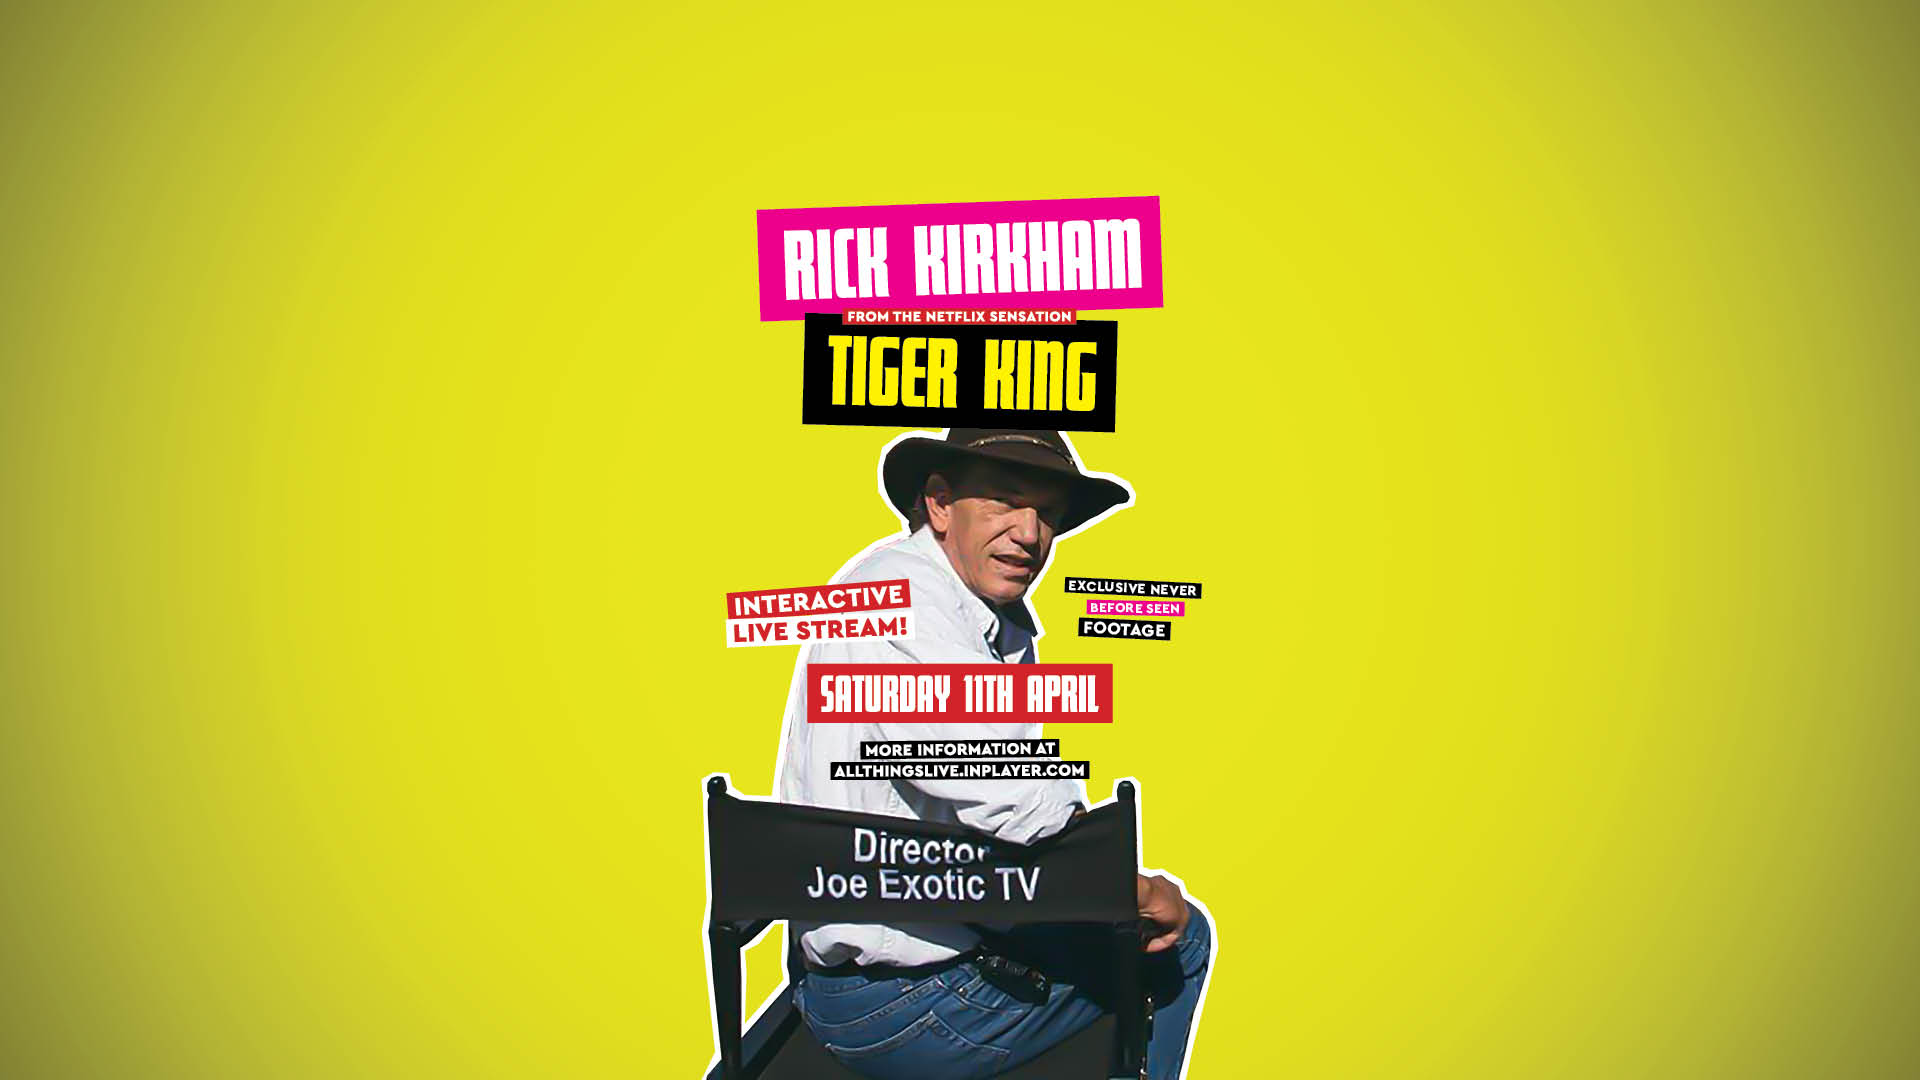 RICK KIRKHAM
FROM THE NETFLIX SENSATION
TIGER KING
INTERACTIVE
LIVE STREAM!
EXCLUSIVE NEVER
BEFORE SEEN
FOOTAGE
SATURDAY 11TH APRIL
MORE INFORMATION AT
ALLTHINGSLIVE.INPLAYER.COM
Director
Joe Exotic TV